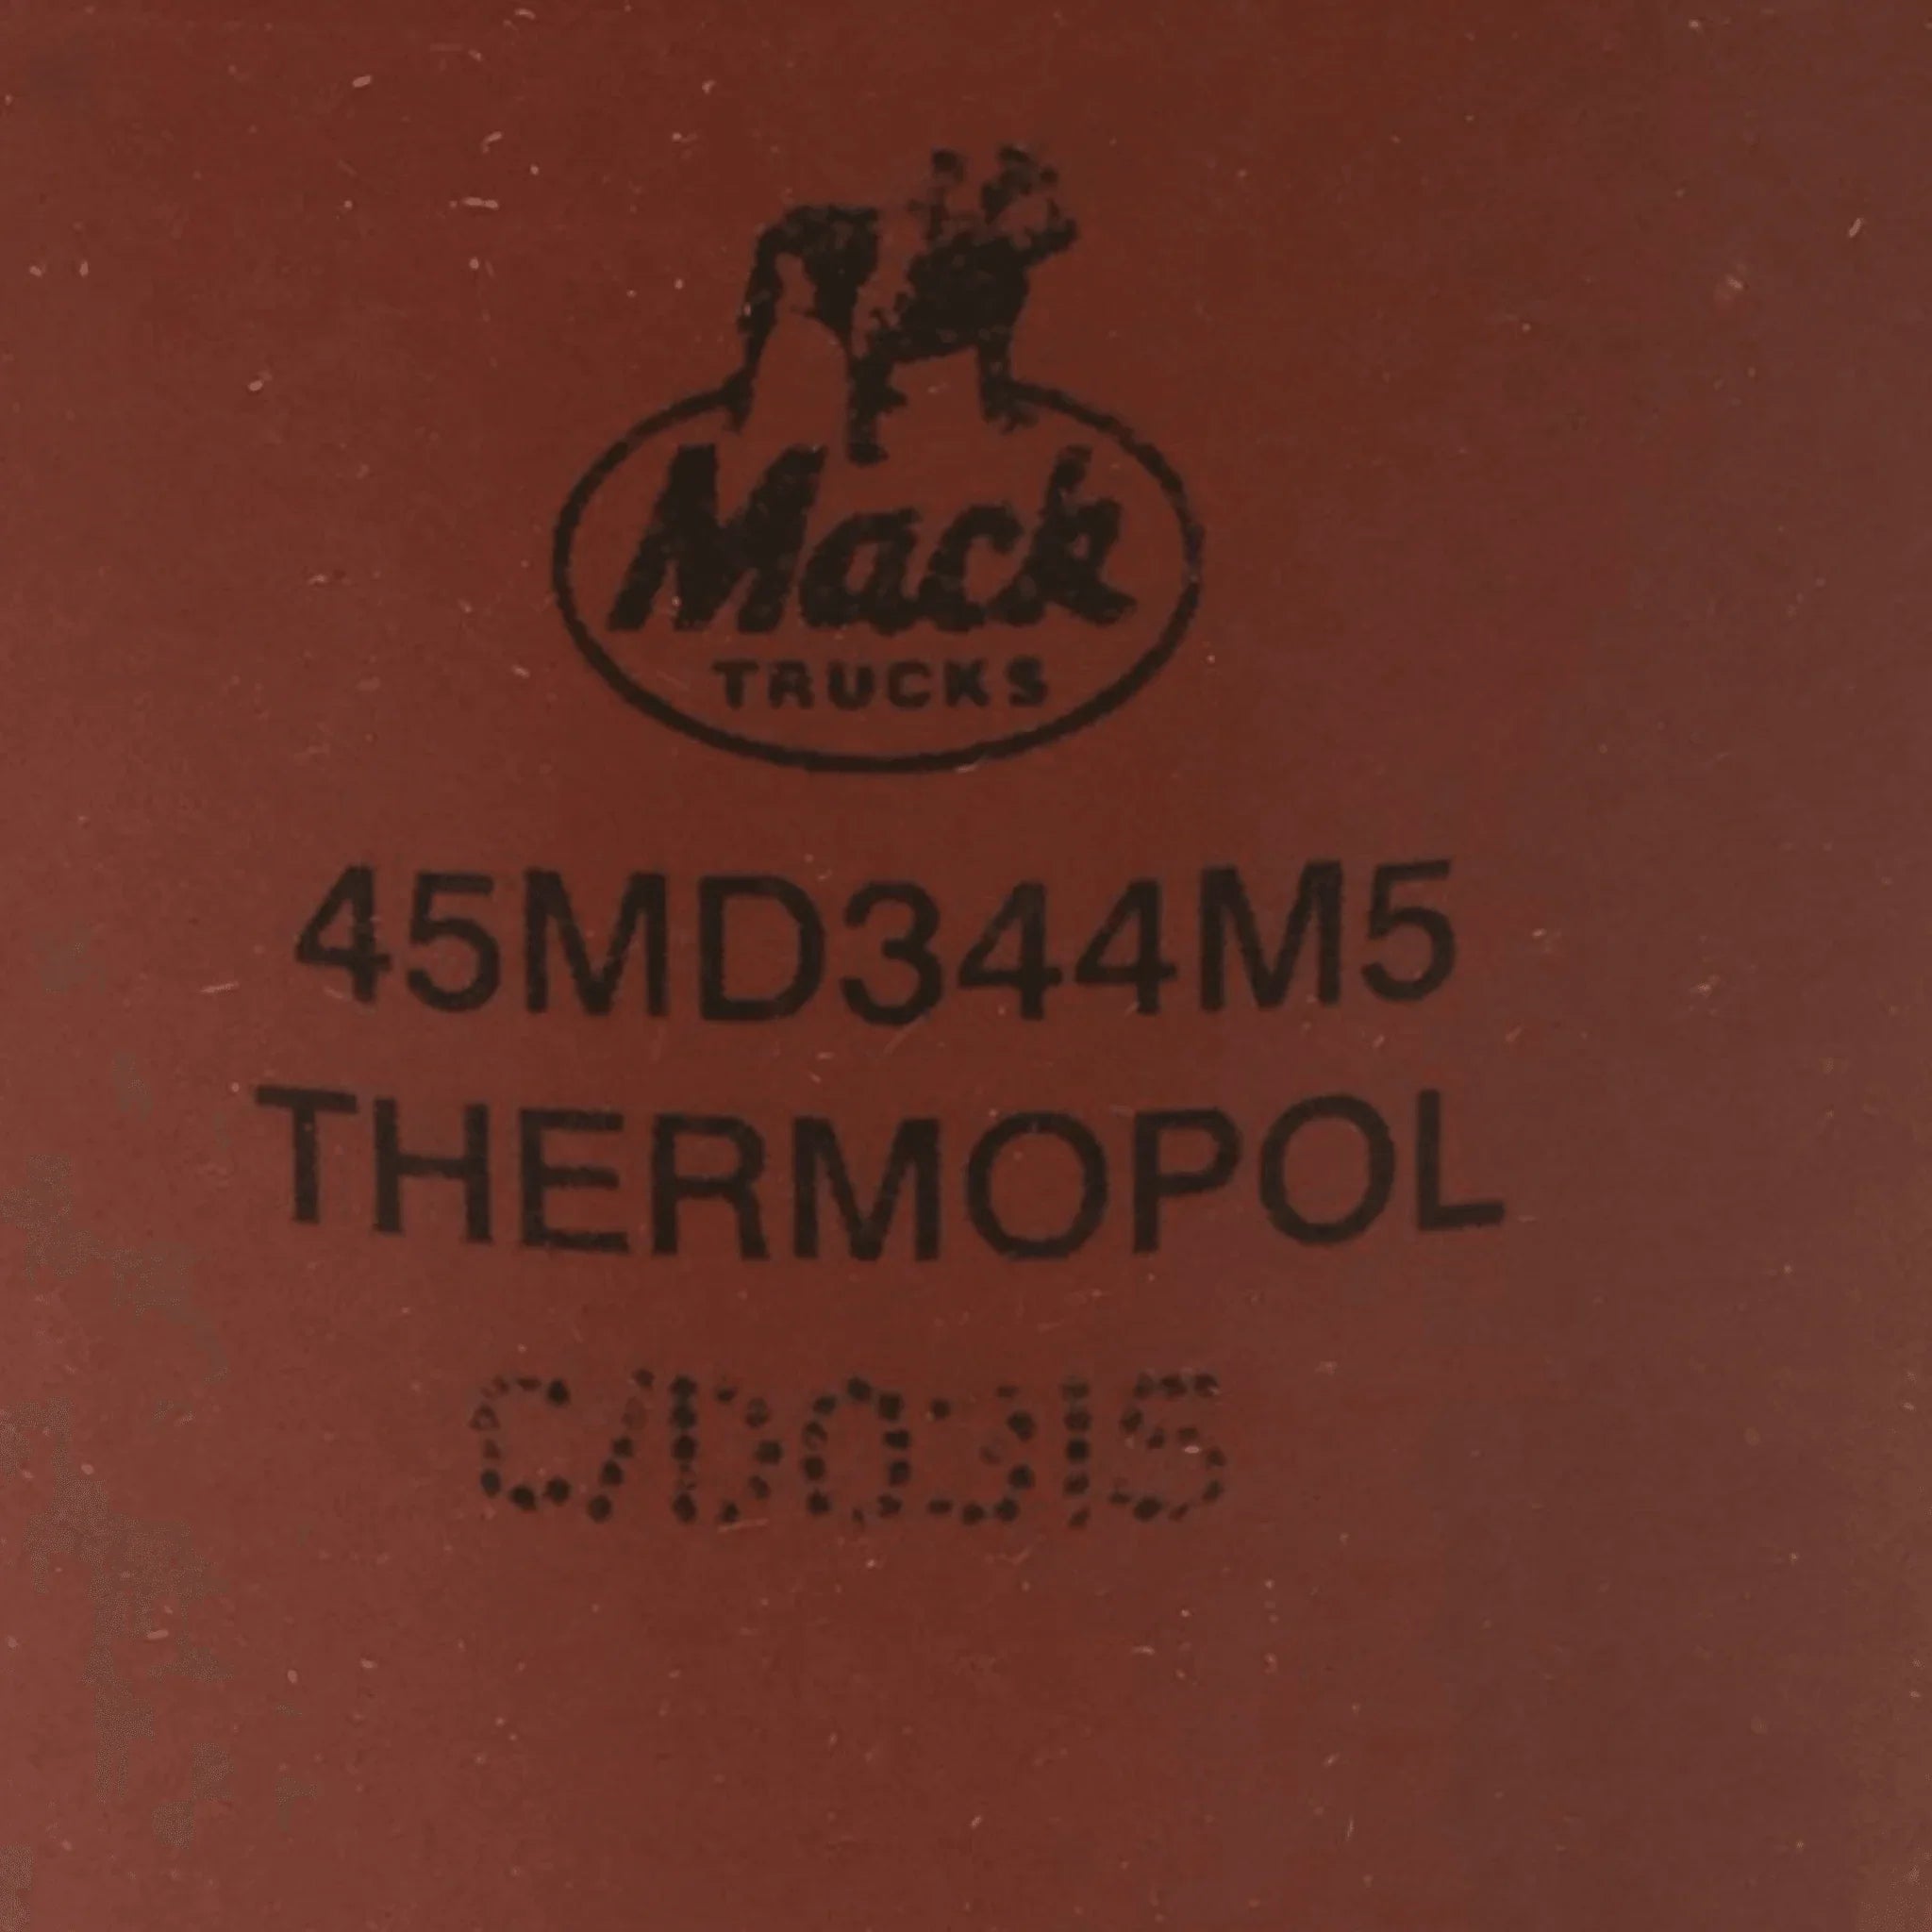 Mack
TRUCKS
45MD344M5
THERMOPOL
C/D0315